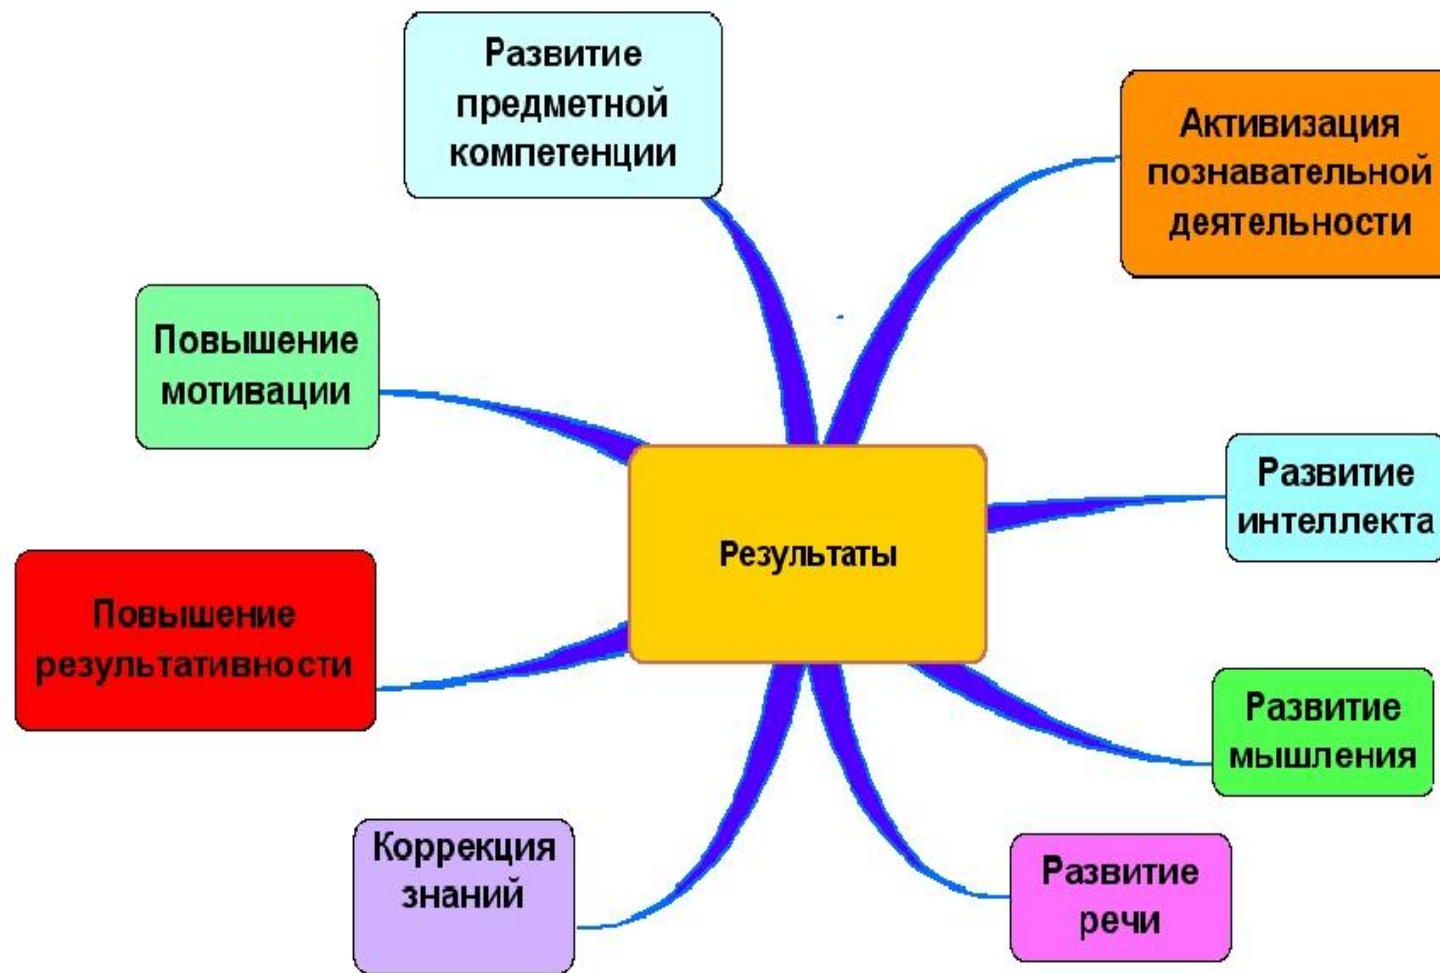 Развитие
предметной
компетенции
Активизация
познавательной
деятельности
Повышение
мотивации
Развитие
интеллекта
Результаты
Повышение
результативности
Развитие
мышления
Коррекция
знаний
Развитие
речи